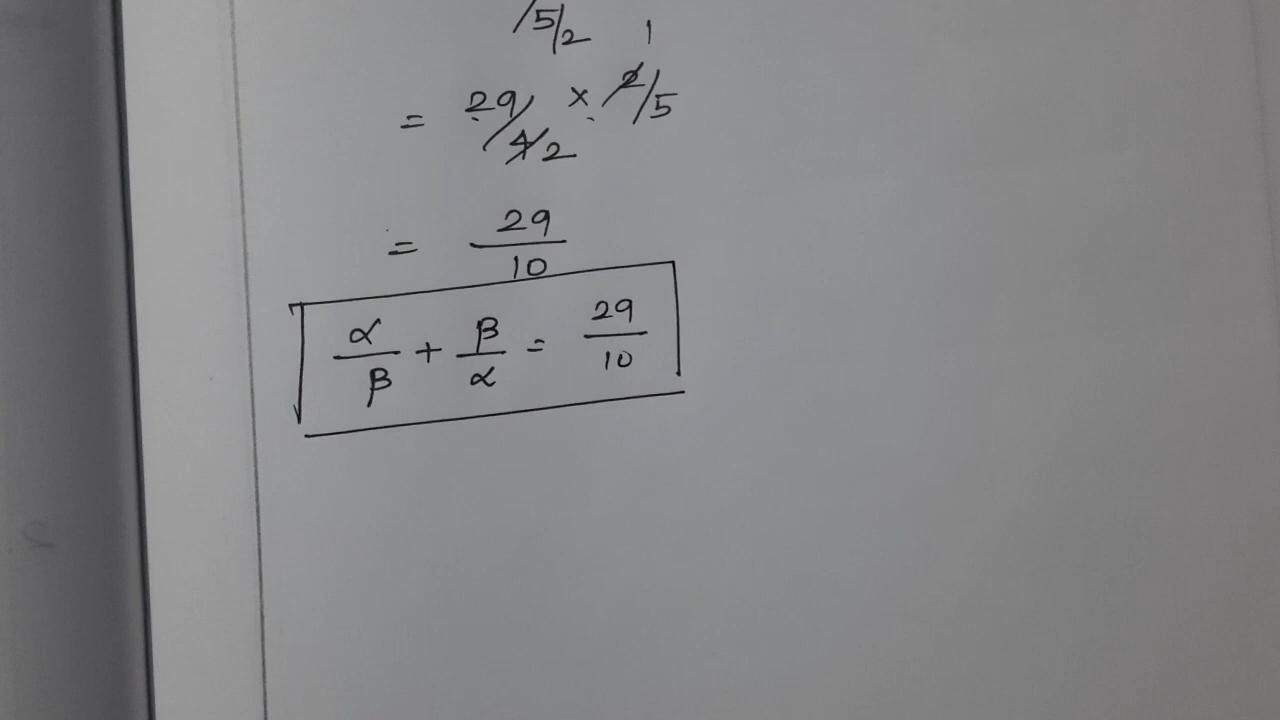 /5/2 1
= 29/4 2 × 2/5
= 29/10
α/β + β/α = 29/10